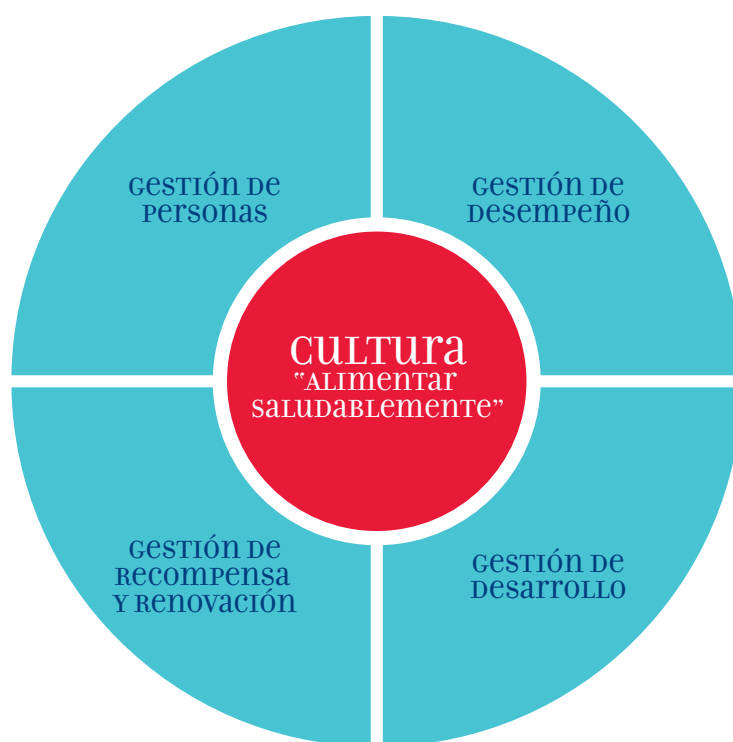 Gestión de
Personas
Gestión de
Desempeño
Cultura
“Alimentar
Saludablemente”
Gestión de
Recompensa
y Renovación
Gestión de
Desarrollo